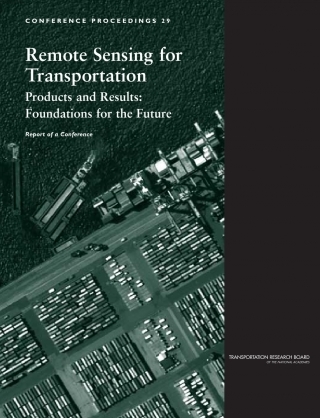 CONFERENCE PROCEEDINGS 29
Remote Sensing for
Transportation
Products and Results:
Foundations for the Future
Report of a Conference
TRANSPORTATION RESEARCH BOARD
OF THE NATIONAL ACADEMIES